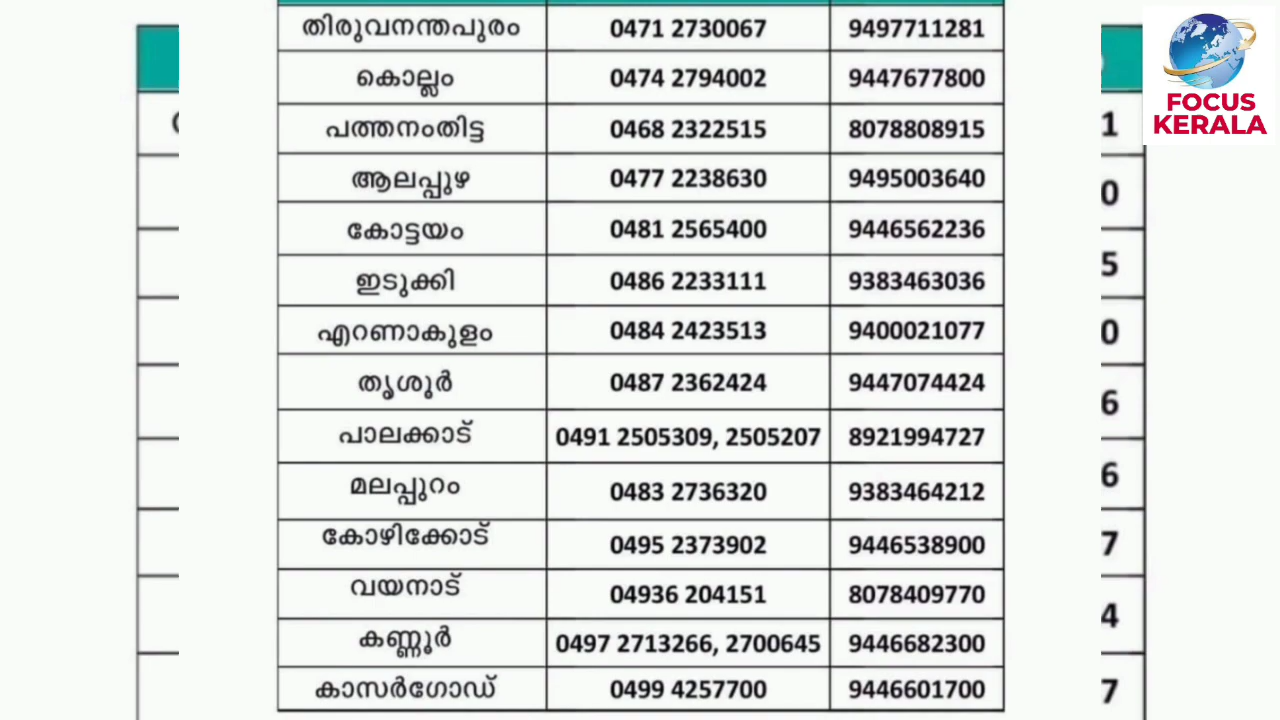 തിരുവനന്തപുരം 0471 2730067 9497711281
കൊല്ലം 0474 2794002 9447677800
പത്തനംതിട്ട 0468 2322515 8078808915
ആലപ്പുഴ 0477 2238630 9495003640
കോട്ടയം 0481 2565400 9446562236
ഇടുക്കി 0486 2233111 9383463036
എറണാകുളം 0484 2423513 9400021077
തൃശൂർ 0487 2362424 9447074424
പാലക്കാട് 0491 2505309, 2505207 8921994727
മലപ്പുറം 0483 2736320 9383464212
കോഴിക്കോട് 0495 2373902 9446538900
വയനാട് 04936 204151 8078409770
കണ്ണൂർ 0497 2713266, 2700645 9446682300
കാസർഗോഡ് 0499 4257700 9446601700
FOCUS
KERALA
1
0
5
0
6
6
7
4
7